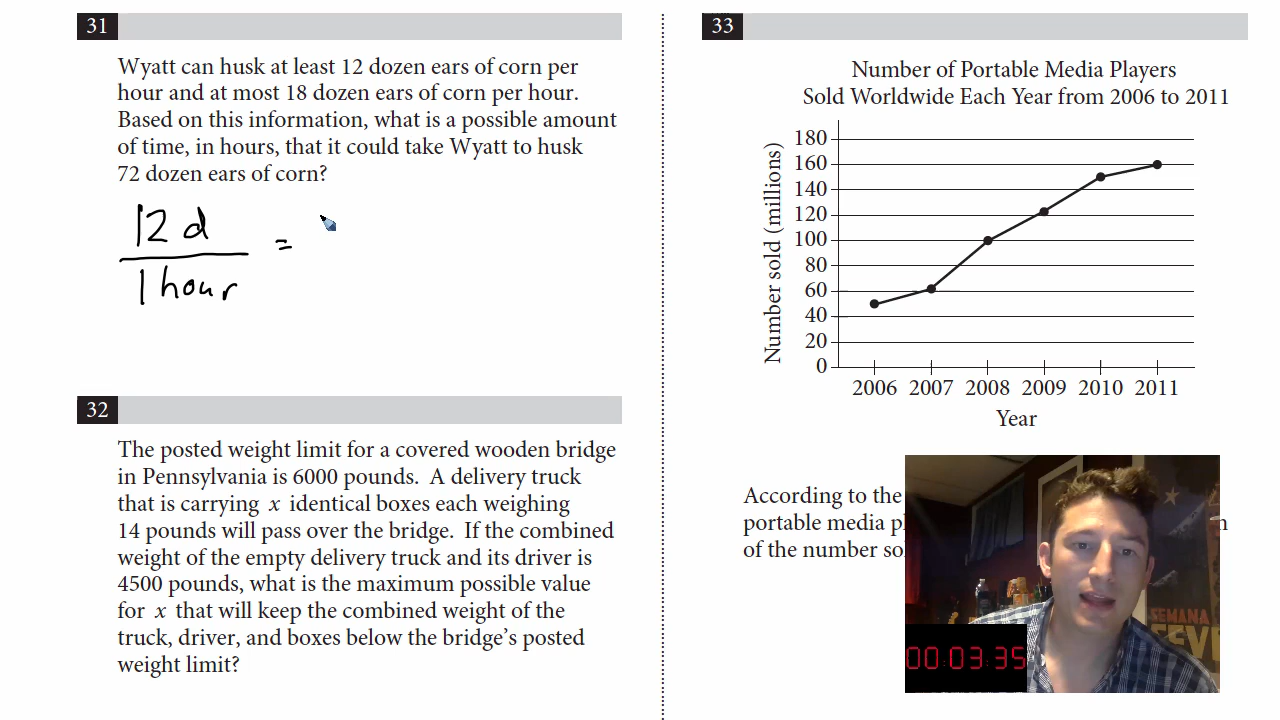 31
Wyatt can husk at least 12 dozen ears of corn per
hour and at most 18 dozen ears of corn per hour.
Based on this information, what is a possible amount
of time, in hours, that it could take Wyatt to husk
72 dozen ears of corn?
12 d
=
1 hour
32
The posted weight limit for a covered wooden bridge
in Pennsylvania is 6000 pounds. A delivery truck
that is carrying x identical boxes each weighing
14 pounds will pass over the bridge. If the combined
weight of the empty delivery truck and its driver is
4500 pounds, what is the maximum possible value
for x that will keep the combined weight of the
truck, driver, and boxes below the bridge's posted
weight limit?
33
Number of Portable Media Players
Sold Worldwide Each Year from 2006 to 2011
Number sold (millions)
180
160
140
120
100
80
60
40
20
0
2006 2007 2008 2009 2010 2011
Year
According to the
portable media
of the number
SEMANA
00:03:35